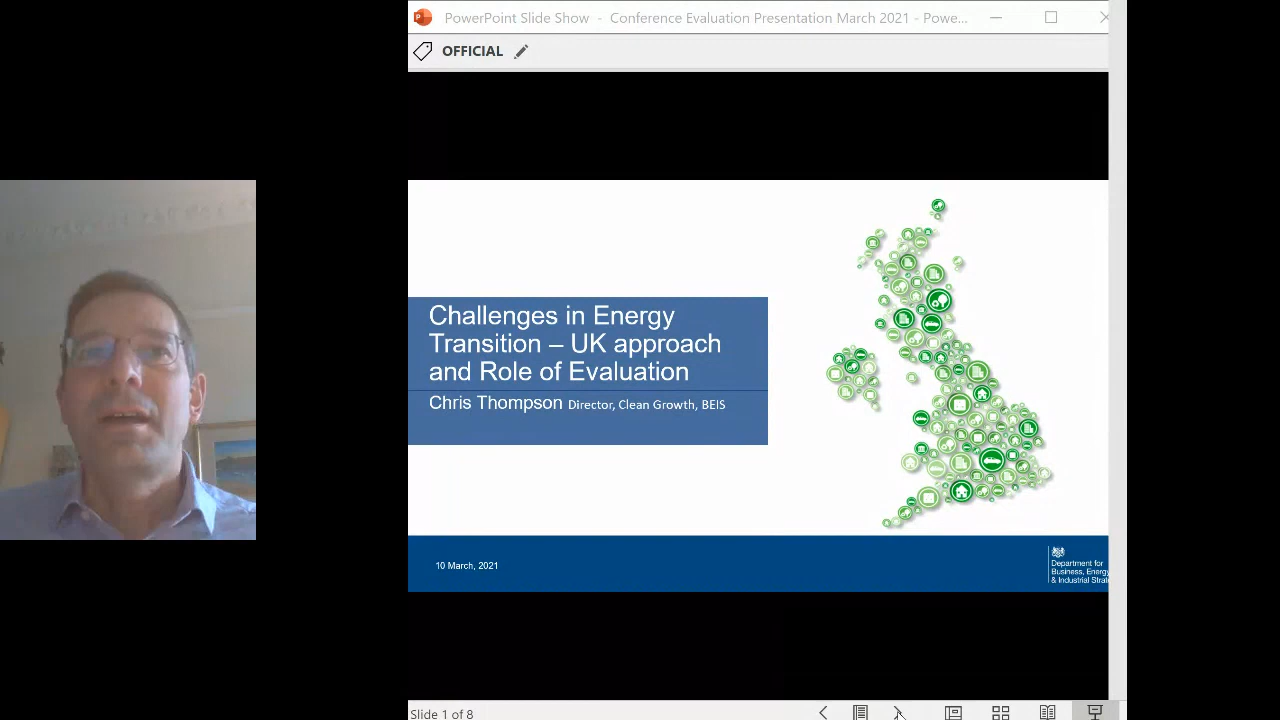 PowerPoint Slide Show - Conference Evaluation Presentation March 2021 - Powe...
OFFICIAL
Challenges in Energy
Transition – UK approach
and Role of Evaluation
Chris Thompson Director, Clean Growth, BEIS
10 March, 2021
Department for
Business, Energy
& Industrial Strate
Slide 1 of 8